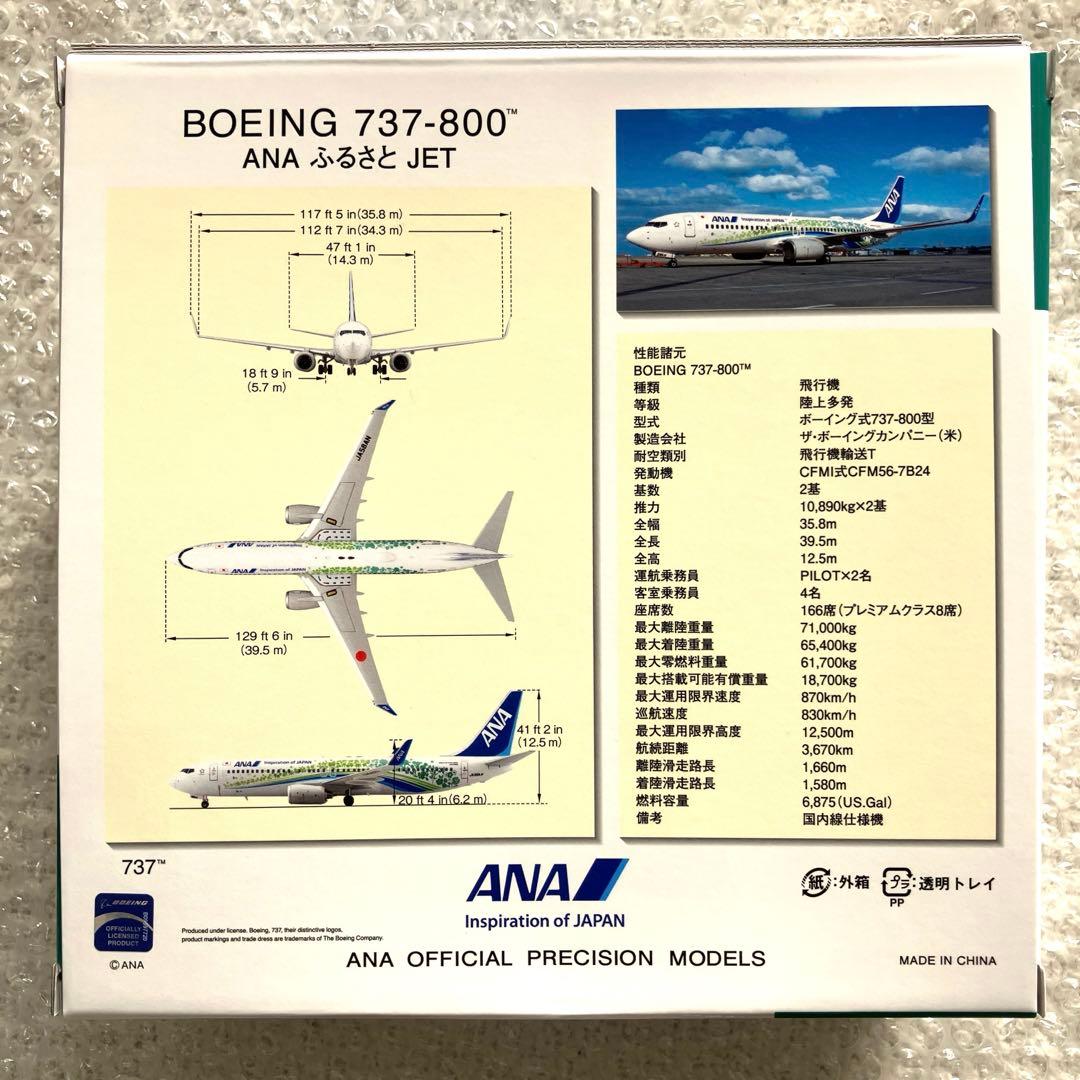 BOEING 737-800™
ANA ふるさと JET
117 ft 5 in(35.8 m)
112 ft 7 in(34.3 m)
47 ft 1 in
(14.3 m)
18 ft 9 in
(5.7 m)
JA58AN
ANA Inspiration of JAPAN
129 ft 6 in
(39.5 m)
ANA
41 ft 2 in
(12.5 m)
ANA Inspiration of JAPAN
20 ft 4 in(6.2 m)
ANA Inspiration of JAPAN
ANA
性能諸元
BOEING 737-800™
種類 飛行機
等級 陸上多発
型式 ボーイング式737-800型
製造会社 ザ・ボーイングカンパニー(米)
耐空類別 飛行機輸送T
発動機 CFMI式CFM56-7B24
基数 2基
推力 10,890kg×2基
全幅 35.8m
全長 39.5m
全高 12.5m
運航乗務員 PILOT×2名
客室乗務員 4名
座席数 166席(プレミアムクラス8席)
最大離陸重量 71,000kg
最大着陸重量 65,400kg
最大零燃料重量 61,700kg
最大搭載可能有償重量 18,700kg
最大運用限界速度 870km/h
巡航速度 830km/h
最大運用限界高度 12,500m
航続距離 3,670km
離陸滑走路長 1,660m
着陸滑走路長 1,580m
燃料容量 6,875(US.Gal)
備考 国内線仕様機
737™
BOEING
OFFICIALLY
LICENSED
PRODUCT
©ANA
Produced under license. Boeing, 737, their distinctive logos,
product markings and trade dress are trademarks of The Boeing Company.
ANA
Inspiration of JAPAN
ANA OFFICIAL PRECISION MODELS
紙:外箱 プラ:透明トレイ
PP
MADE IN CHINA